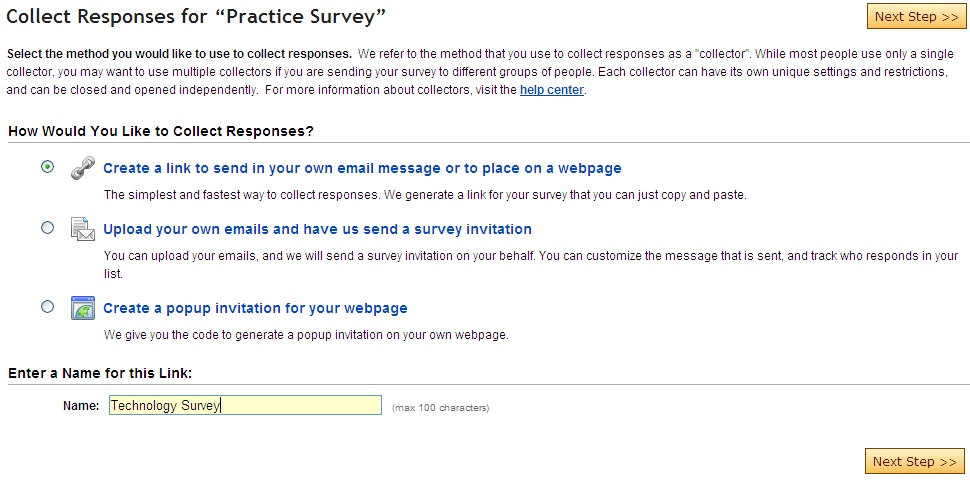 Collect Responses for “Practice Survey”
Next Step >>
Select the method you would like to use to collect responses.  We refer to the method that you use to collect responses as a "collector". While most people use only a single
collector, you may want to use multiple collectors if you are sending your survey to different groups of people. Each collector can have its own unique settings and restrictions,
and can be closed and opened independently.  For more information about collectors, visit the help center.
How Would You Like to Collect Responses?
Create a link to send in your own email message or to place on a webpage
The simplest and fastest way to collect responses. We generate a link for your survey that you can just copy and paste.
Upload your own emails and have us send a survey invitation
You can upload your emails, and we will send a survey invitation on your behalf. You can customize the message that is sent, and track who responds in your
list.
Create a popup invitation for your webpage
We give you the code to generate a popup invitation on your own webpage.
Enter a Name for this Link:
Name: Technology Survey (max 100 characters)
Next Step >>